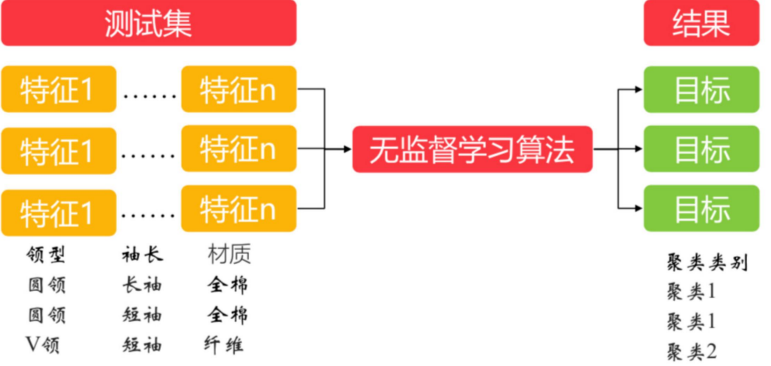 测试集 结果
特征1 …… 特征n 目标
特征1 …… 特征n 无监督学习算法 目标
特征1 …… 特征n 目标
领型 袖长 材质 聚类类别
圆领 长袖 全棉 聚类1
圆领 短袖 全棉 聚类1
V领 短袖 纤维 聚类2